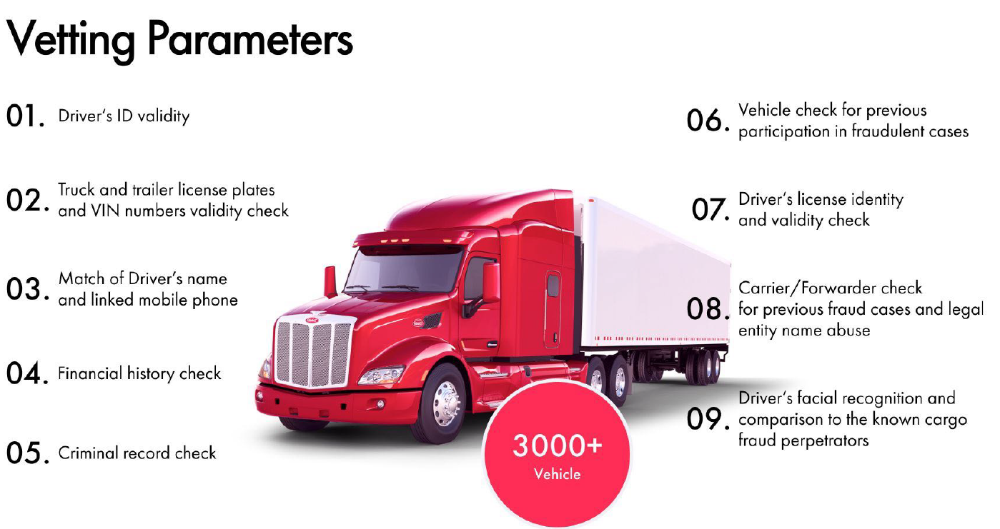 Vetting Parameters
01. Driver's ID validity
02. Truck and trailer license plates
and VIN numbers validity check
03. Match of Driver's name
and linked mobile phone
04. Financial history check
05. Criminal record check
06. Vehicle check for previous
participation in fraudulent cases
07. Driver's license identity
and validity check
08. Carrier/Forwarder check
for previous fraud cases and legal
entity name abuse
09. Driver's facial recognition and
comparison to the known cargo
fraud perpetrators
3000+
Vehicle